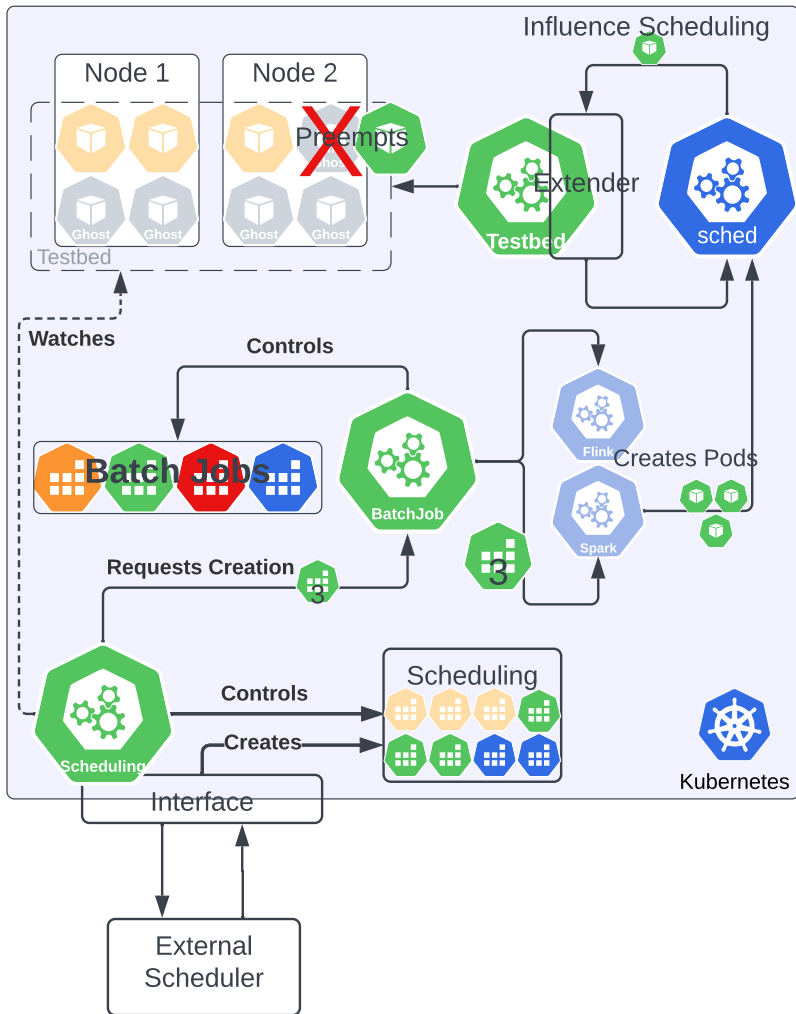 Influence Scheduling
Node 1
Node 2
Preempts
Ghost
Extender
Testbed
sched
Ghost
Ghost
Ghost
Ghost
Testbed
Watches
Controls
Flink
Creates Pods
Batch Jobs
BatchJob
Spark
3
Requests Creation
3
Scheduling
Controls
Creates
Scheduling
Kubernetes
Interface
External
Scheduler